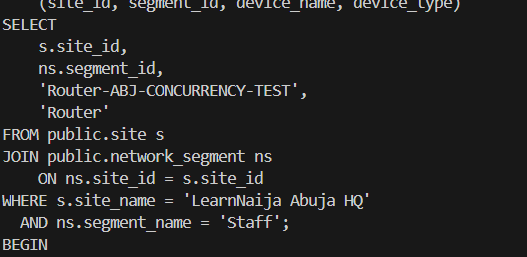 (site_id, segment_id, device_name, device_type)
SELECT
s.site_id,
ns.segment_id,
'Router-ABJ-CONCURRENCY-TEST',
'Router'
FROM public.site s
JOIN public.network_segment ns
ON ns.site_id = s.site_id
WHERE s.site_name = 'LearnNaija Abuja HQ'
AND ns.segment_name = 'Staff';
BEGIN